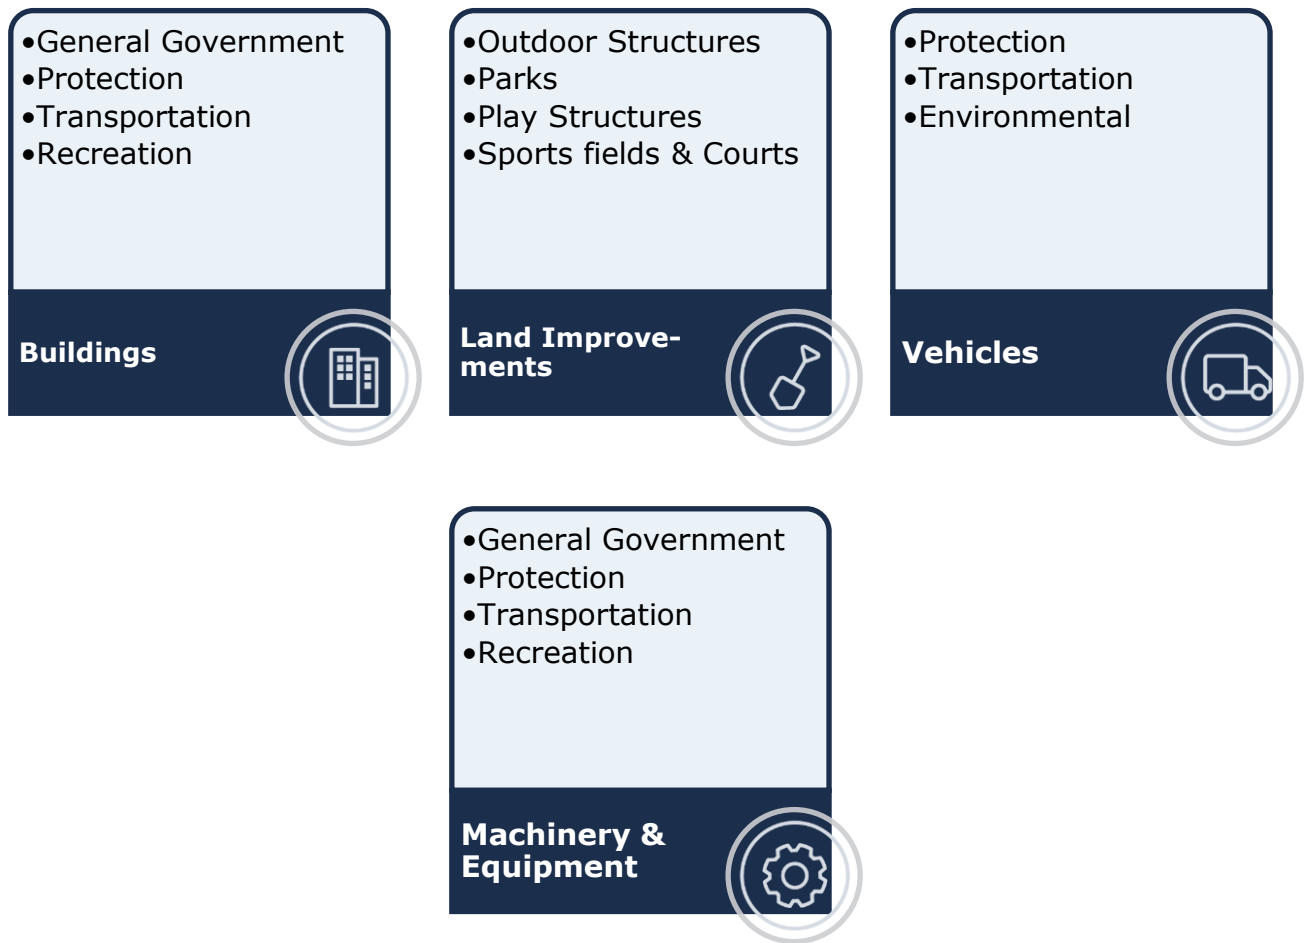 •General Government
•Protection
•Transportation
•Recreation
Buildings
•Outdoor Structures
•Parks
•Play Structures
•Sports fields & Courts
Land Improve-
ments
•Protection
•Transportation
•Environmental
Vehicles
•General Government
•Protection
•Transportation
•Recreation
Machinery &
Equipment